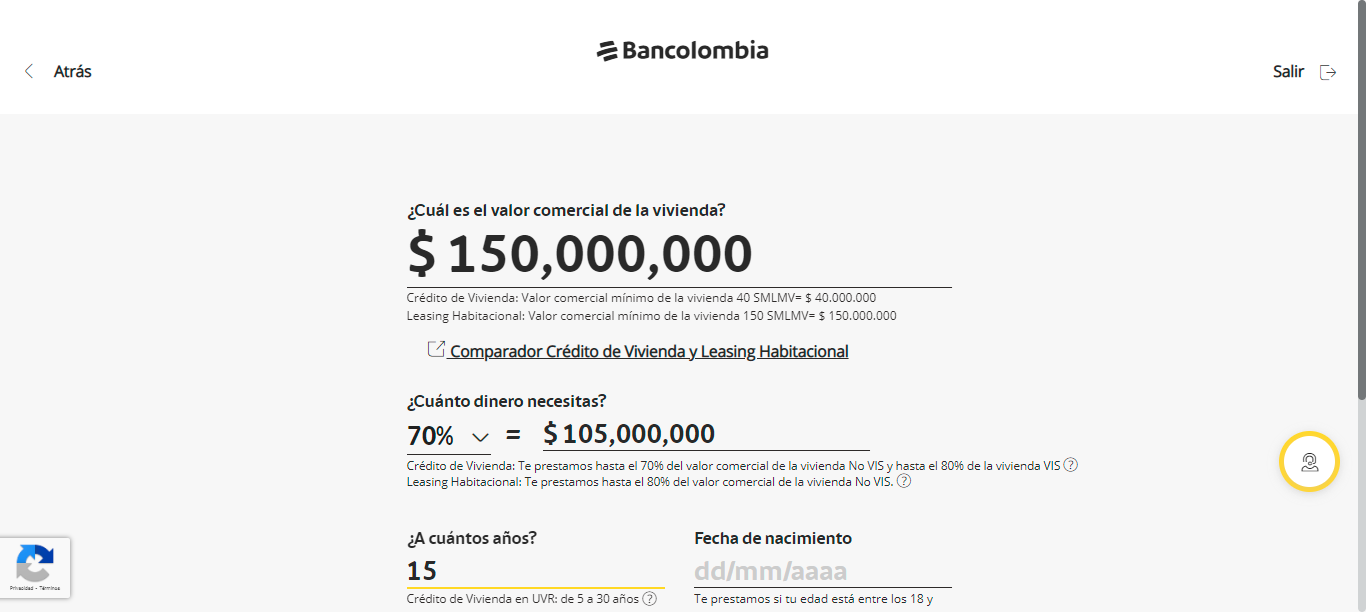 Bancolombia
Atrás
Salir
¿Cuál es el valor comercial de la vivienda?
$ 150,000,000
Crédito de Vivienda: Valor comercial mínimo de la vivienda 40 SMLMV= $ 40.000.000
Leasing Habitacional: Valor comercial mínimo de la vivienda 150 SMLMV= $ 150.000.000
Comparador Crédito de Vivienda y Leasing Habitacional
¿Cuánto dinero necesitas?
70% = $ 105,000,000
Crédito de Vivienda: Te prestamos hasta el 70% del valor comercial de la vivienda No VIS y hasta el 80% de la vivienda VIS ?
Leasing Habitacional: Te prestamos hasta el 80% del valor comercial de la vivienda No VIS. ?
¿A cuántos años?
15
Crédito de Vivienda en UVR: de 5 a 30 años ?
Fecha de nacimiento
dd/mm/aaaa
Te prestamos si tu edad está entre los 18 y
Privacidad - Términos